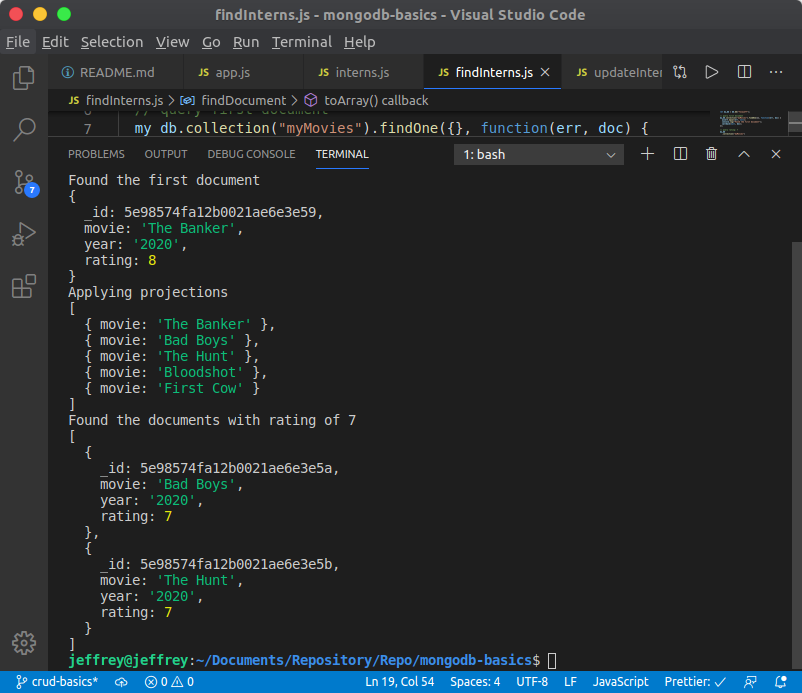 findInterns.js - mongodb-basics - Visual Studio Code
File Edit Selection View Go Run Terminal Help
README.md JS app.js JS interns.js JS findInterns.js JS updateInter
JS findInterns.js > findDocument > toArray() callback
6 // query first document
7 my db.collection("myMovies").findOne({}, function(err, doc) {
PROBLEMS OUTPUT DEBUG CONSOLE TERMINAL 1: bash
Found the first document
{
  _id: 5e98574fa12b0021ae6e3e59,
  movie: 'The Banker',
  year: '2020',
  rating: 8
}
Applying projections
[
  { movie: 'The Banker' },
  { movie: 'Bad Boys' },
  { movie: 'The Hunt' },
  { movie: 'Bloodshot' },
  { movie: 'First Cow' }
]
Found the documents with rating of 7
[
  {
    _id: 5e98574fa12b0021ae6e3e5a,
    movie: 'Bad Boys',
    year: '2020',
    rating: 7
  },
  {
    _id: 5e98574fa12b0021ae6e3e5b,
    movie: 'The Hunt',
    year: '2020',
    rating: 7
  }
]
jeffrey@jeffrey:~/Documents/Repository/Repo/mongodb-basics$
7
crud-basics* 0 0 Ln 19, Col 54 Spaces: 4 UTF-8 LF JavaScript Prettier: ✓